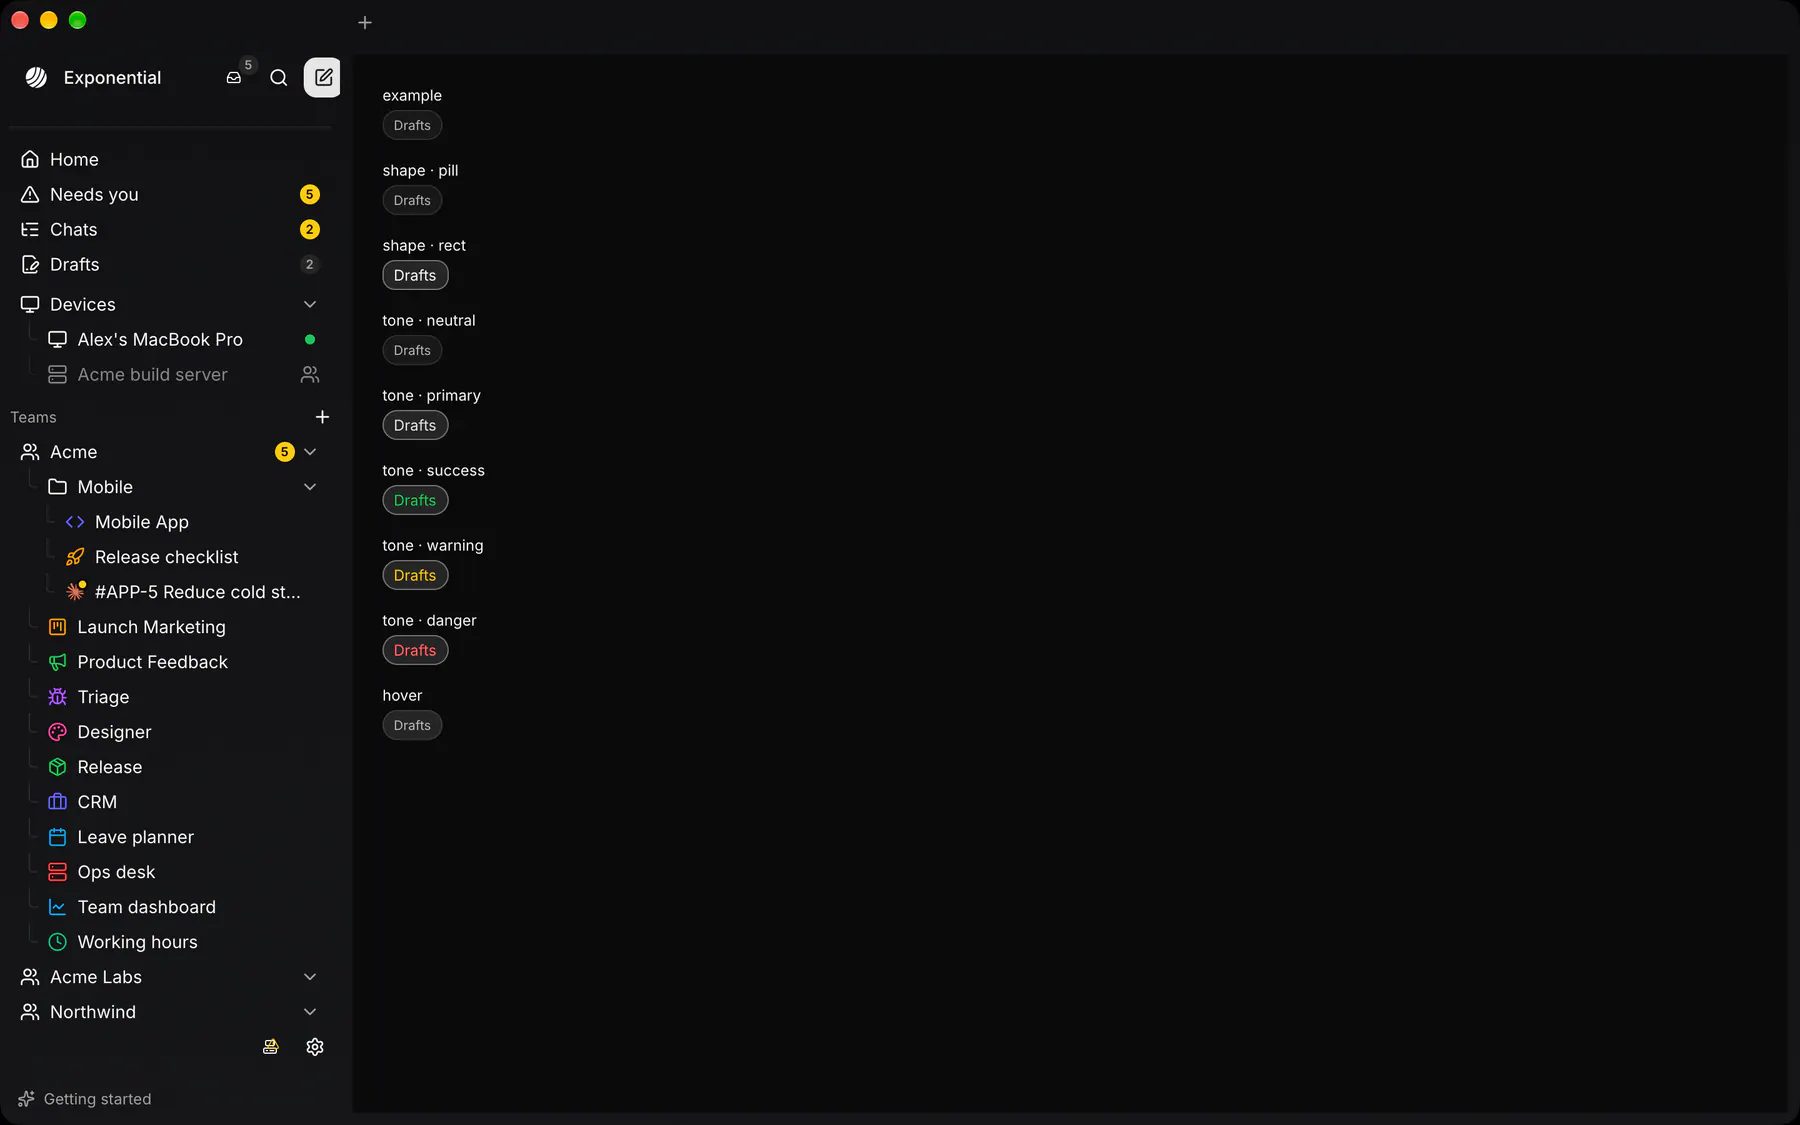 Exponential
5
Home
Needs you
5
Chats
2
Drafts
2
Devices
Alex's MacBook Pro
Acme build server
Teams
Acme
5
Mobile
Mobile App
Release checklist
#APP-5 Reduce cold st...
Launch Marketing
Product Feedback
Triage
Designer
Release
CRM
Leave planner
Ops desk
Team dashboard
Working hours
Acme Labs
Northwind
Getting started
example
Drafts
shape · pill
Drafts
shape · rect
Drafts
tone · neutral
Drafts
tone · primary
Drafts
tone · success
Drafts
tone · warning
Drafts
tone · danger
Drafts
hover
Drafts